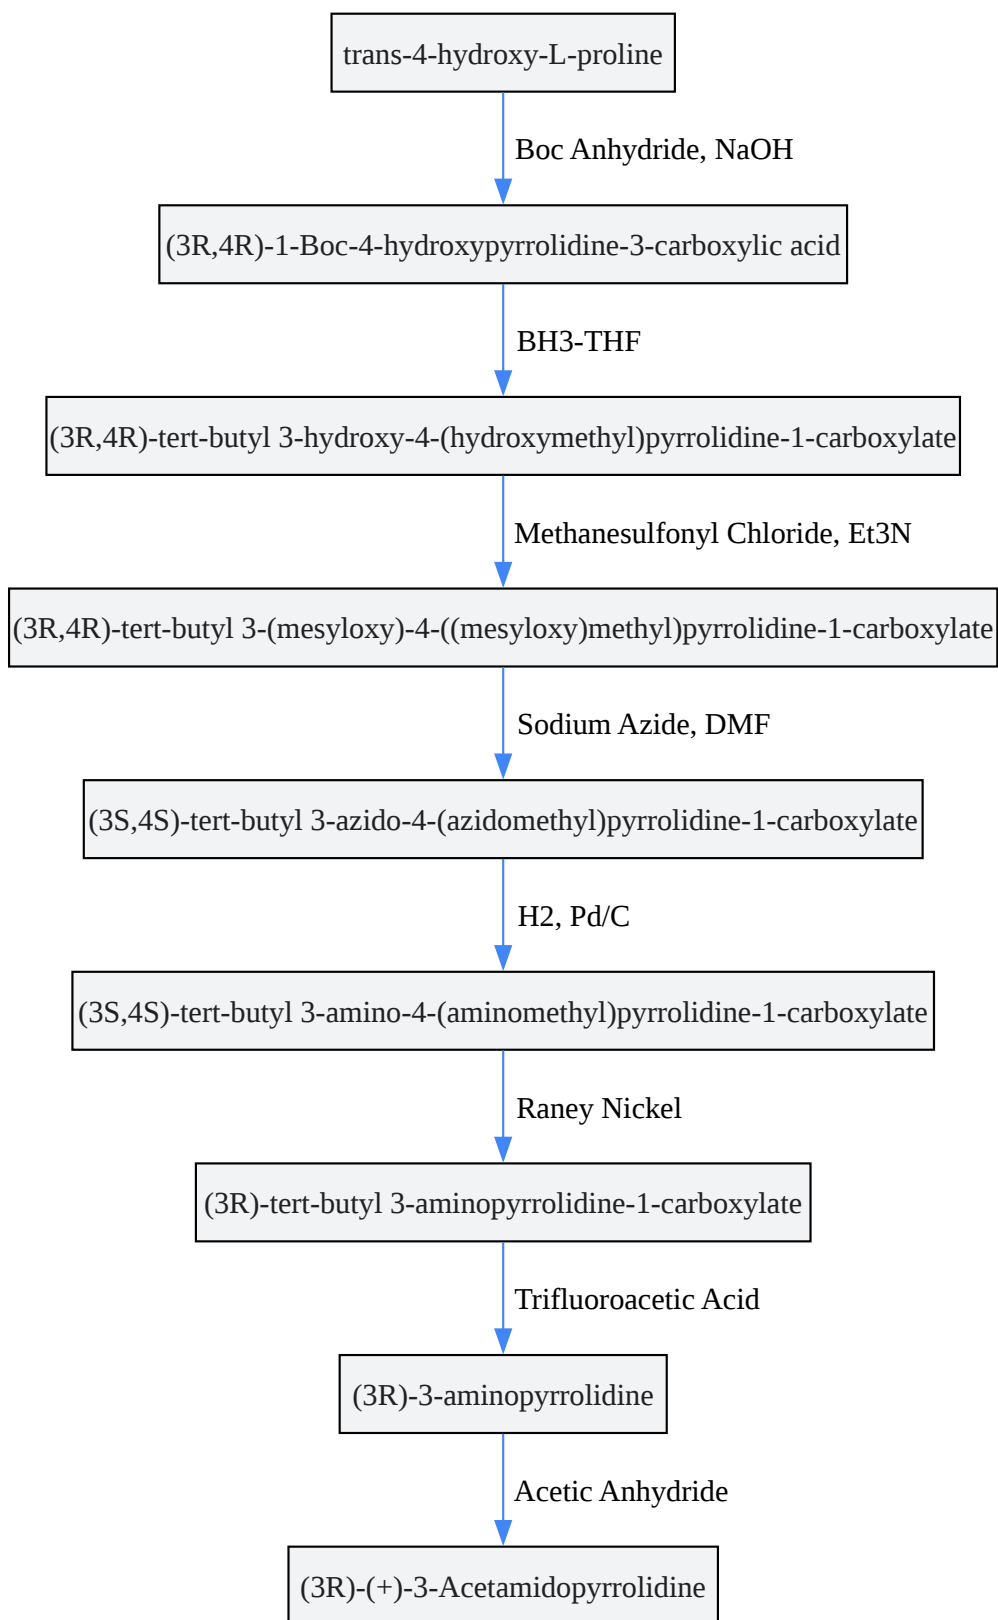 trans-4-hydroxy-L-proline
Boc Anhydride, NaOH
(3R,4R)-1-Boc-4-hydroxypyrrolidine-3-carboxylic acid
BH3-THF
(3R,4R)-tert-butyl 3-hydroxy-4-(hydroxymethyl)pyrrolidine-1-carboxylate
Methanesulfonyl Chloride, Et3N
(3R,4R)-tert-butyl 3-(mesyloxy)-4-((mesyloxy)methyl)pyrrolidine-1-carboxylate
Sodium Azide, DMF
(3S,4S)-tert-butyl 3-azido-4-(azidomethyl)pyrrolidine-1-carboxylate
H2, Pd/C
(3S,4S)-tert-butyl 3-amino-4-(aminomethyl)pyrrolidine-1-carboxylate
Raney Nickel
(3R)-tert-butyl 3-aminopyrrolidine-1-carboxylate
Trifluoroacetic Acid
(3R)-3-aminopyrrolidine
Acetic Anhydride
(3R)-(+)-3-Acetamidopyrrolidine